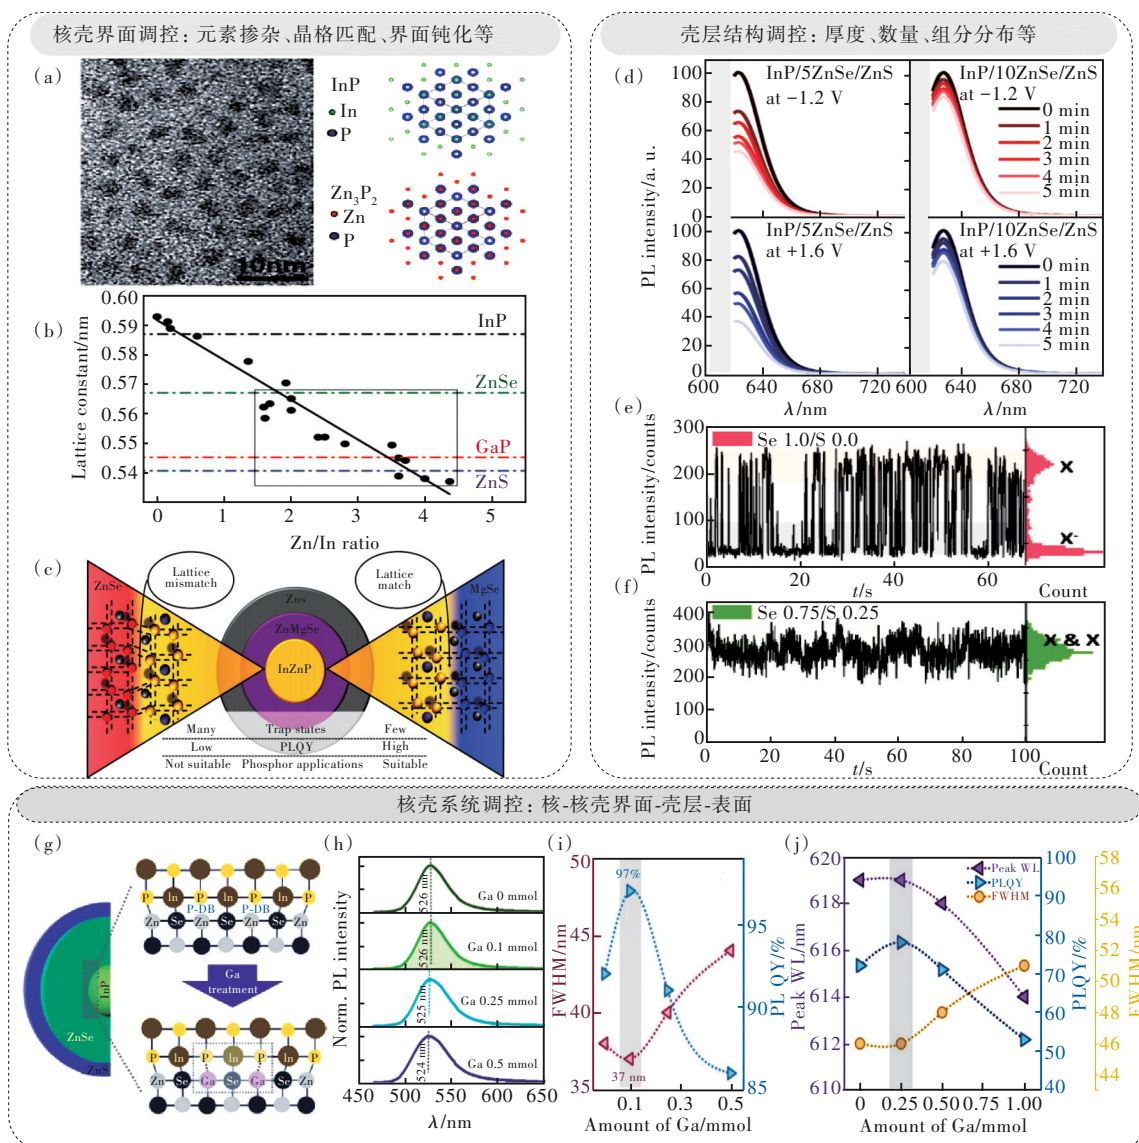 核壳界面调控：元素掺杂、晶格匹配、界面钝化等
(a)
InP
In
P
Zn3P2
Zn
P
10nm
(b)
Lattice constant/nm
0.60
0.59
0.57
0.56
0.55
0.54
InP
ZnSe
GaP
ZnS
0 1 2 3 4 5
Zn/In ratio
(c)
ZnSe
Lattice
mismatch
Lattice
match
MgSe
Zns
ZnMgSe
InZnP
Many Trap states Few
Low PLQY High
Not suitable Phosphor applications Suitable
壳层结构调控：厚度、数量、组分分布等
(d)
PL intensity/a. u.
100
80
60
40
20
0
InP/5ZnSe/ZnS
at −1.2 V
InP/10ZnSe/ZnS
at −1.2 V
0 min
1 min
2 min
3 min
4 min
5 min
100
80
60
40
20
0
InP/5ZnSe/ZnS
at +1.6 V
InP/10ZnSe/ZnS
at +1.6 V
0 min
1 min
2 min
3 min
4 min
5 min
600 640 680 720 600 640 680 720
λ/nm λ/nm
(e)
PL intensity/counts
300
200
100
0
Se 1.0/S 0.0
X
X-
0 20 40 60
t/s Count
(f)
PL intensity/counts
400
300
200
100
0
Se 0.75/S 0.25
X & X
0 20 40 60 80 100
t/s Count
核壳系统调控：核-核壳界面-壳层-表面
(g)
InP
ZnSe
ZnS
P In P P In P
P-DB P-DB
Zn Se Zn Se Zn Se Zn
Ga
treatment
P In P In P In P
Zn Se Ga Se Ga Se Zn
(h)
Norm. PL intensity
526 nm
Ga 0 mmol
526 nm
Ga 0.1 mmol
525 nm
Ga 0.25 mmol
524 nm
Ga 0.5 mmol
450 500 550 600 650
λ/nm
(i)
FWHM/nm
50
45
40
35
97%
37 nm
95
90
85
PL QY/%
0.1 0.3 0.5
Amount of Ga/mmol
(j)
Peak WL/nm
620
618
616
614
612
610
Peak WL
PLQY
FWHM
100
90
80
70
60
50
40
PLQY/%
58
56
54
52
50
48
46
44
FWHM/nm
0 0.25 0.50 0.75 1.00
Amount of Ga/mmol